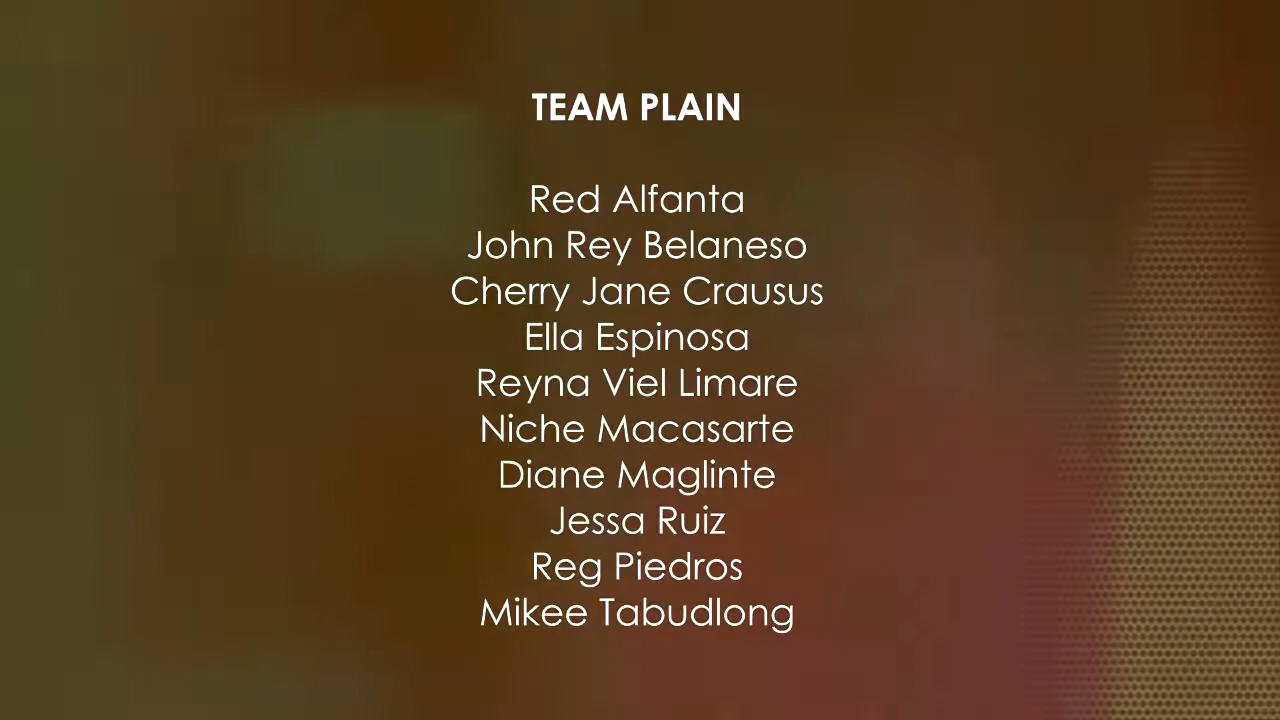 TEAM PLAIN
Red Alfanta
John Rey Belaneso
Cherry Jane Crausus
Ella Espinosa
Reyna Viel Limare
Niche Macasarte
Diane Maglinte
Jessa Ruiz
Reg Piedros
Mikee Tabudlong